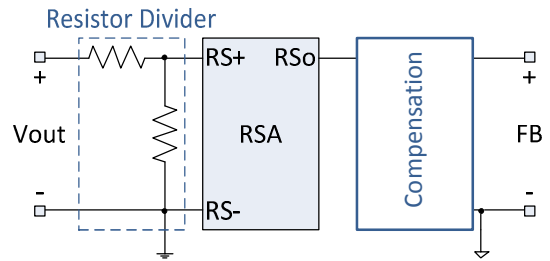 Resistor Divider
RS+ RSo
+ +
Vout RSA Compensation FB
- -
RS-